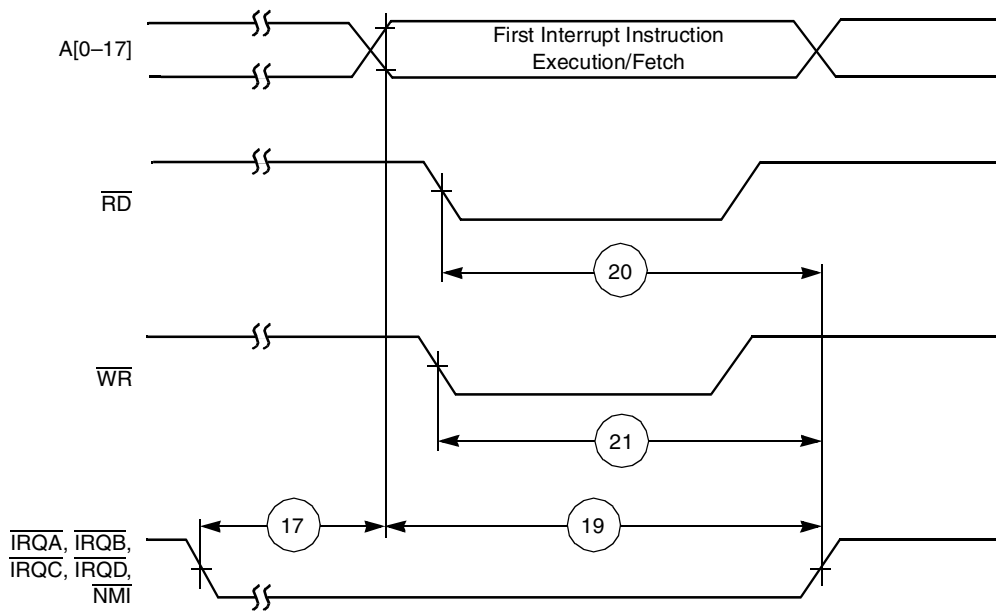 A[0–17]
First Interrupt Instruction
Execution/Fetch
RD
20
WR
21
17
19
IRQA, IRQB,
IRQC, IRQD,
NMI